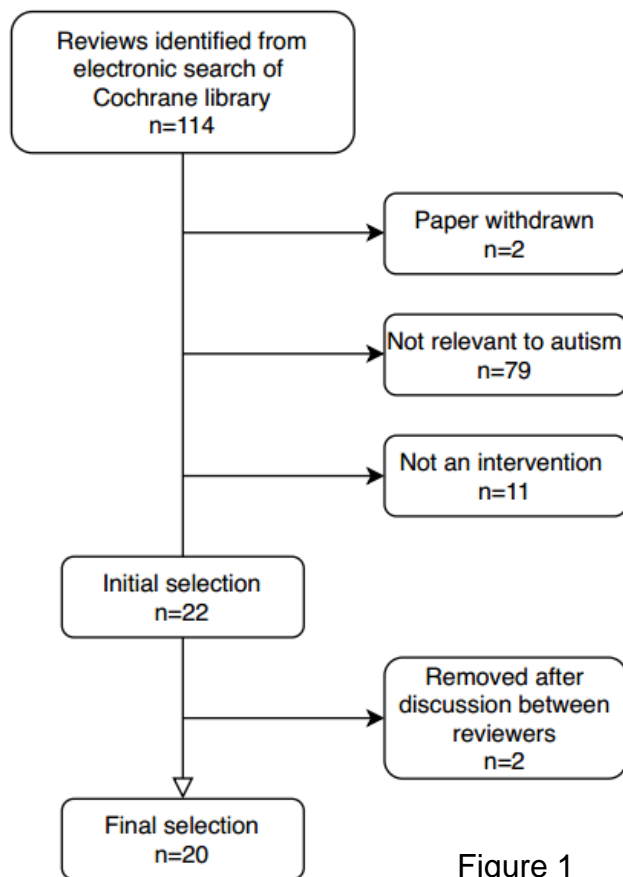 Reviews identified from
electronic search of
Cochrane library
n=114
Paper withdrawn
n=2
Not relevant to autism
n=79
Not an intervention
n=11
Initial selection
n=22
Removed after
discussion between
reviewers
n=2
Final selection
n=20
Figure 1